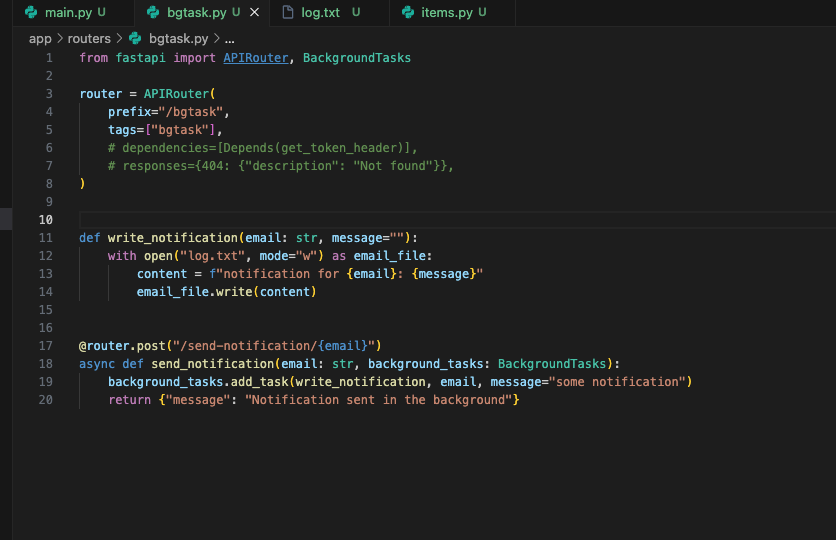 main.py U bgtask.py U × log.txt U items.py U
app > routers > bgtask.py > ...
1 from fastapi import APIRouter, BackgroundTasks
2
3 router = APIRouter(
4     prefix="/bgtask",
5     tags=["bgtask"],
6     # dependencies=[Depends(get_token_header)],
7     # responses={404: {"description": "Not found"}},
8 )
9
10
11 def write_notification(email: str, message=""):
12     with open("log.txt", mode="w") as email_file:
13         content = f"notification for {email}: {message}"
14         email_file.write(content)
15
16
17 @router.post("/send-notification/{email}")
18 async def send_notification(email: str, background_tasks: BackgroundTasks):
19     background_tasks.add_task(write_notification, email, message="some notification")
20     return {"message": "Notification sent in the background"}